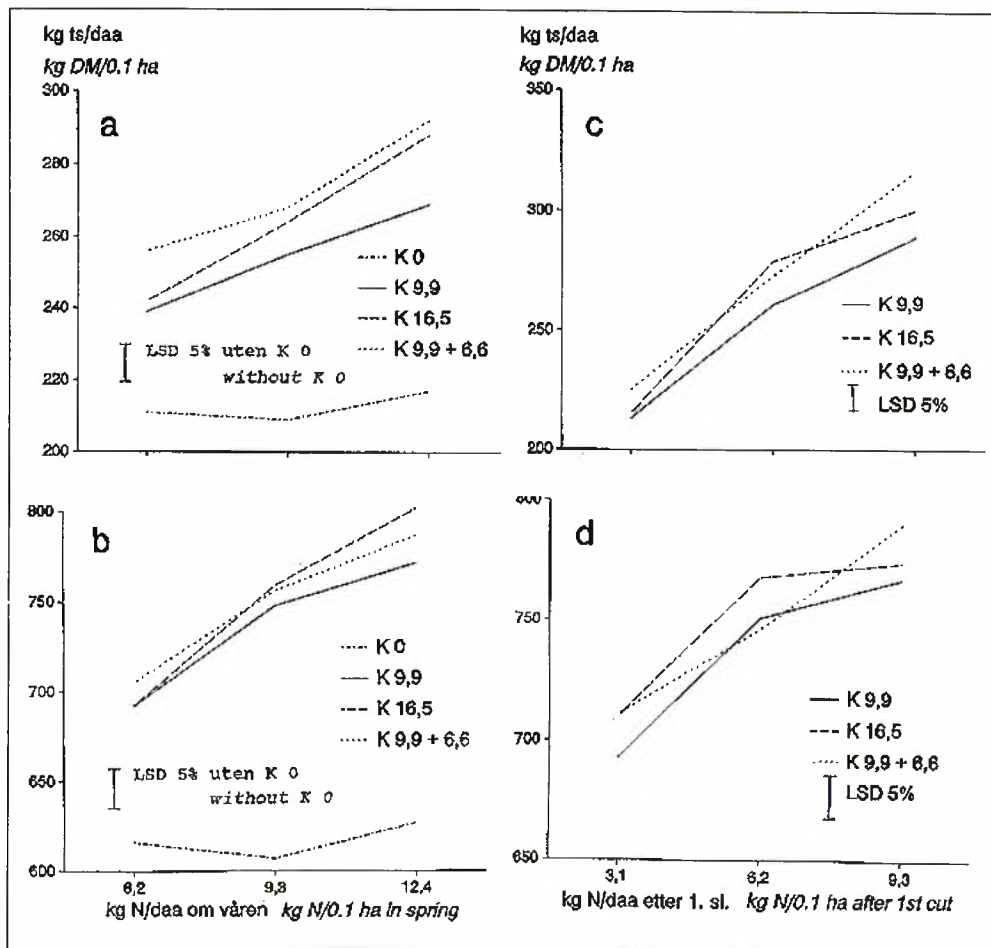 kg ts/daa
kg DM/0.1 ha
300
280
260
240
220
200
a
K 0
K 9,9
K 16,5
K 9,9 + 6,6
LSD 5% uten K 0
without K 0
kg ts/daa
kg DM/0.1 ha
350
300
250
200
c
K 9,9
K 16,5
K 9,9 + 6,6
LSD 5%
800
750
700
650
600
b
K 0
K 9,9
K 16,5
K 9,9 + 6,6
LSD 5% uten K 0
without K 0
6,2 9,3 12,4
kg N/daa om våren kg N/0.1 ha in spring
800
750
700
650
d
K 9,9
K 16,5
K 9,9 + 6,6
LSD 5%
3,1 6,2 9,3
kg N/daa etter 1. sl. kg N/0.1 ha after 1st cut